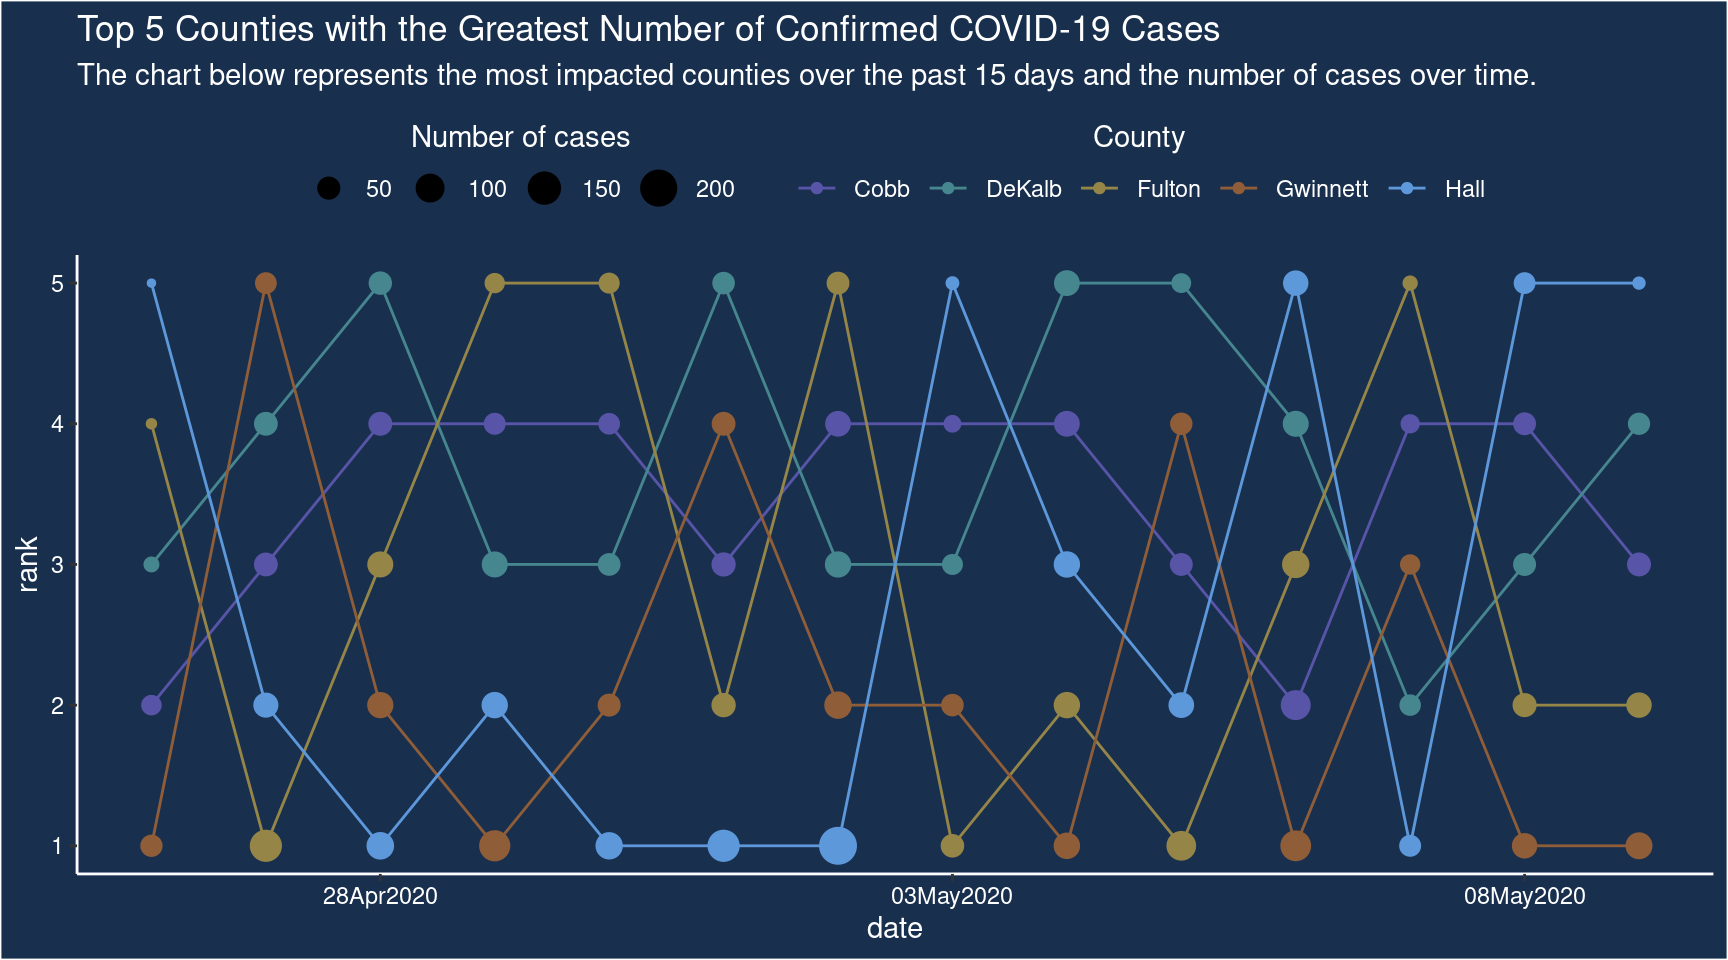 Top 5 Counties with the Greatest Number of Confirmed COVID-19 Cases
The chart below represents the most impacted counties over the past 15 days and the number of cases over time.
Number of cases
50 100 150 200
County
Cobb DeKalb Fulton Gwinnett Hall
rank
5
4
3
2
1
28Apr2020 03May2020 08May2020
date